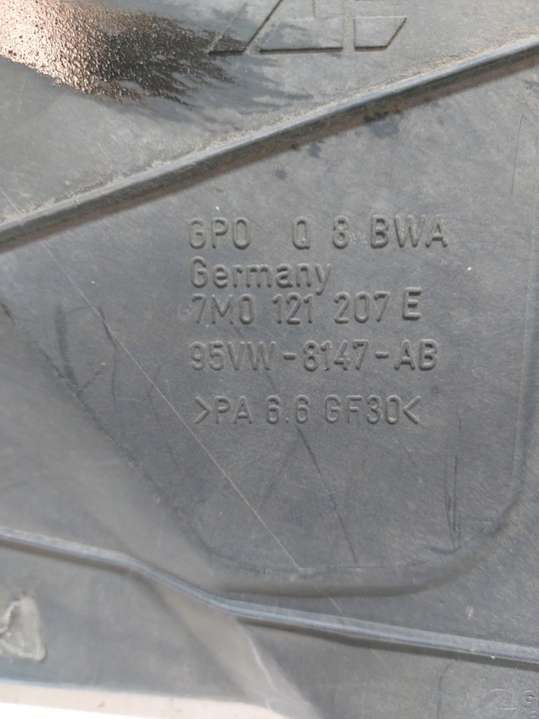 GPO Q 8 BWA
Germany
7M0 121 207 E
95VW-8147-AB
>PA 6.6 GF30<